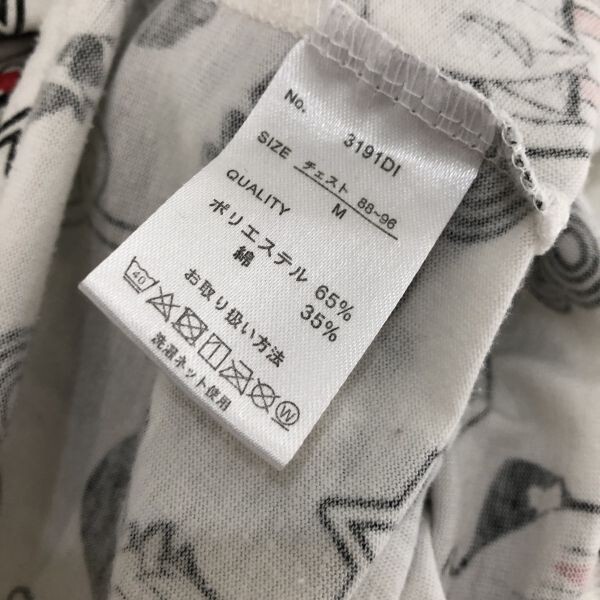 No. 3191DI
SIZE チェスト 88~96
M
QUALITY
ポリエステル 65%
綿 35%
お取り扱い方法
40 W
洗濯ネット使用